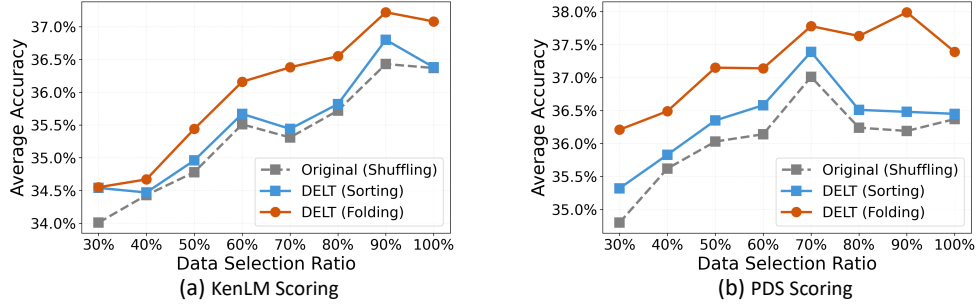 37.0%
36.5%
36.0%
35.5%
35.0%
34.5%
34.0%
Average Accuracy
Original (Shuffling)
DELT (Sorting)
DELT (Folding)
30% 40% 50% 60% 70% 80% 90% 100%
Data Selection Ratio
(a) KenLM Scoring
38.0%
37.5%
37.0%
36.5%
36.0%
35.5%
35.0%
Average Accuracy
Original (Shuffling)
DELT (Sorting)
DELT (Folding)
30% 40% 50% 60% 70% 80% 90% 100%
Data Selection Ratio
(b) PDS Scoring